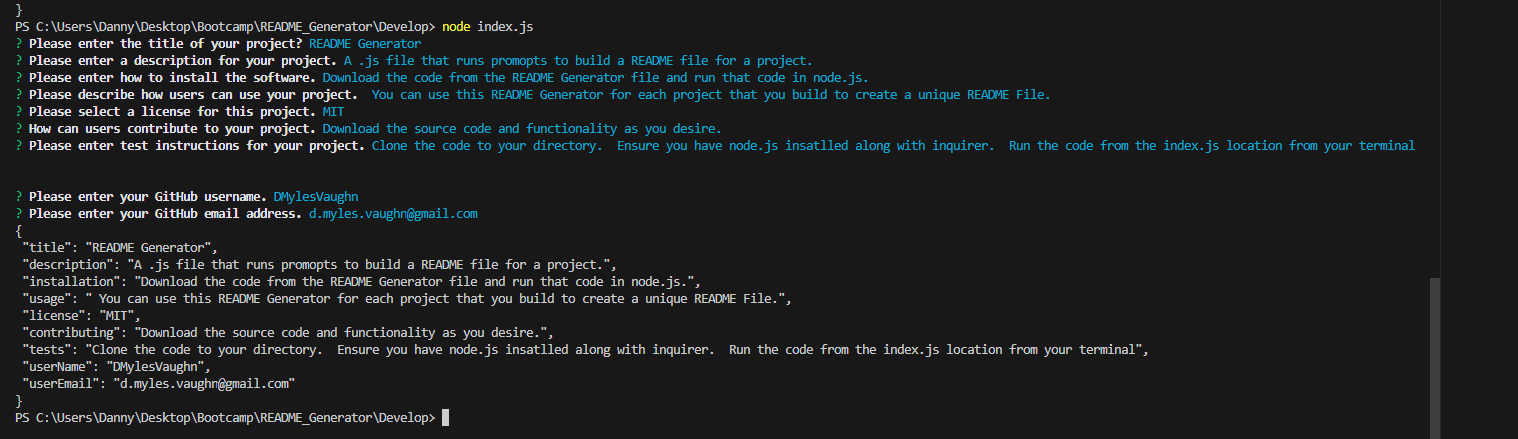 }
PS C:\Users\Danny\Desktop\Bootcamp\README_Generator\Develop> node index.js
? Please enter the title of your project? README Generator
? Please enter a description for your project. A .js file that runs promopts to build a README file for a project.
? Please enter how to install the software. Download the code from the README Generator file and run that code in node.js.
? Please describe how users can use your project.  You can use this README Generator for each project that you build to create a unique README File.
? Please select a license for this project. MIT
? How can users contribute to your project. Download the source code and functionality as you desire.
? Please enter test instructions for your project. Clone the code to your directory.  Ensure you have node.js insatlled along with inquirer.  Run the code from the index.js location from your terminal
? Please enter your GitHub username. DMylesVaughn
? Please enter your GitHub email address. d.myles.vaughn@gmail.com
{
 "title": "README Generator",
 "description": "A .js file that runs promopts to build a README file for a project.",
 "installation": "Download the code from the README Generator file and run that code in node.js.",
 "usage": " You can use this README Generator for each project that you build to create a unique README File.",
 "license": "MIT",
 "contributing": "Download the source code and functionality as you desire.",
 "tests": "Clone the code to your directory.  Ensure you have node.js insatlled along with inquirer.  Run the code from the index.js location from your terminal",
 "userName": "DMylesVaughn",
 "userEmail": "d.myles.vaughn@gmail.com"
}
PS C:\Users\Danny\Desktop\Bootcamp\README_Generator\Develop>